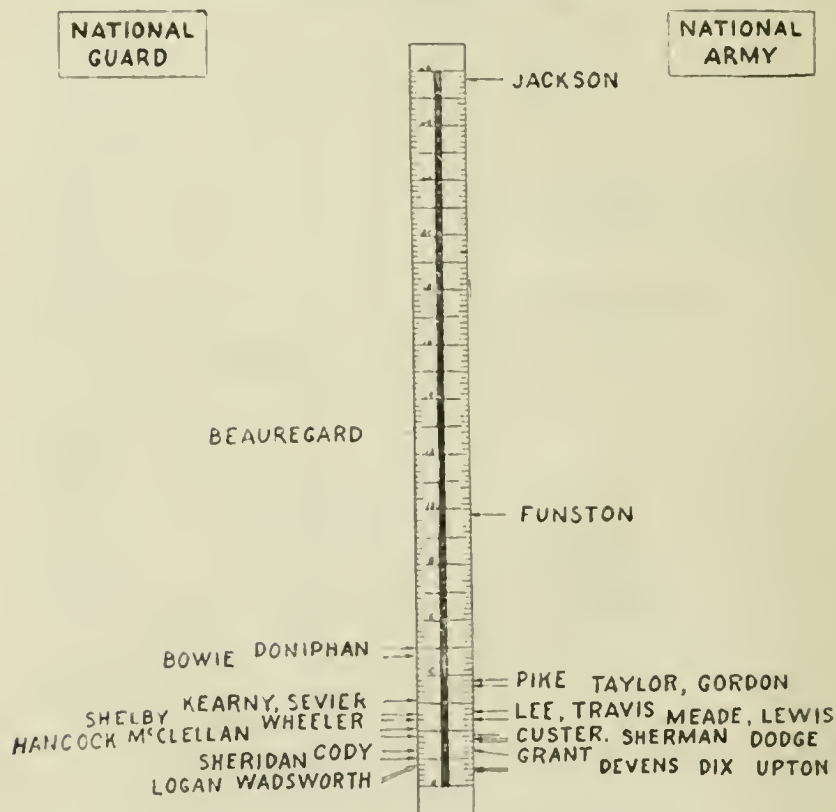 NATIONAL GUARD
NATIONAL ARMY
JACKSON
BEAUREGARD
FUNSTON
BOWIE DONIPHAN
PIKE TAYLOR, GORDON
KEARNY, SEVIER
SHELBY WHEELER
LEE, TRAVIS MEADE, LEWIS
HANCOCK McCLELLAN
CUSTER. SHERMAN DODGE
SHERIDAN CODY
GRANT
DEVENS DIX UPTON
LOGAN WADSWORTH